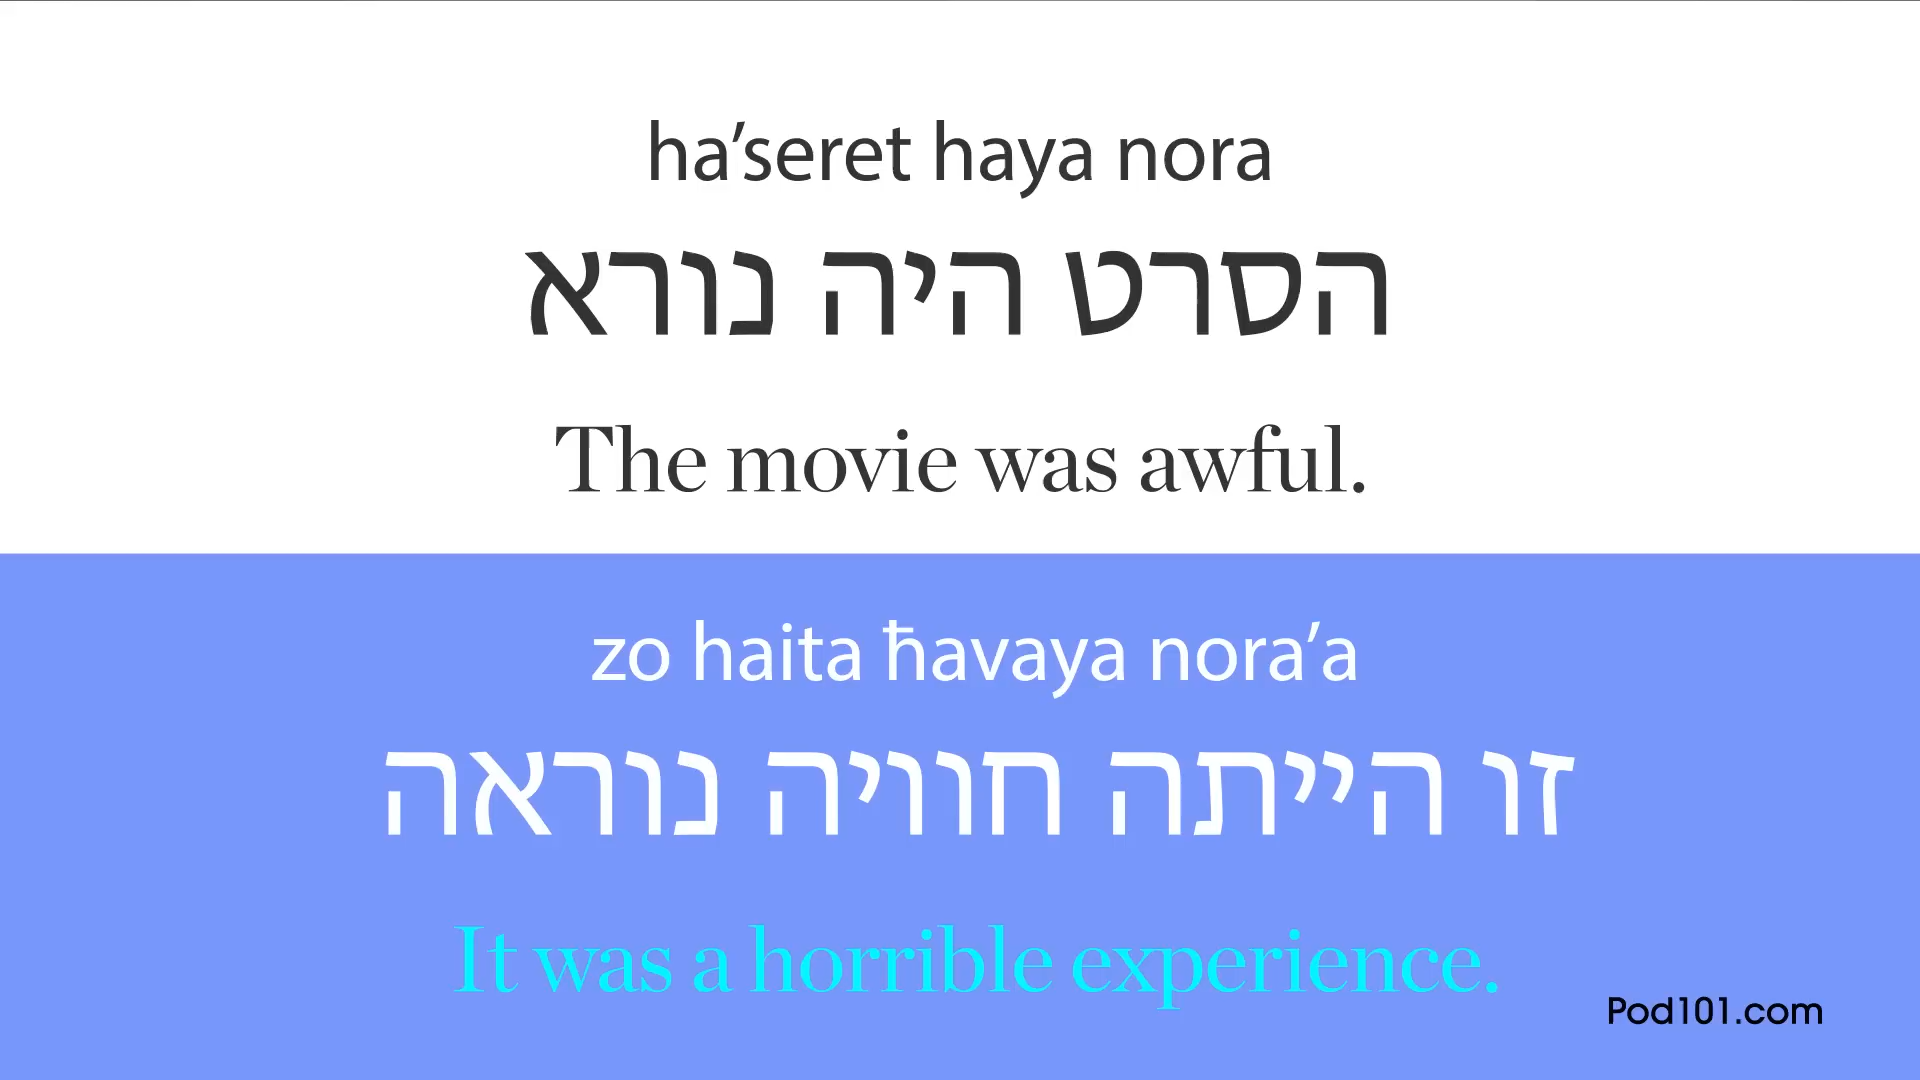 ha’seret haya nora
הסרט היה נורא
The movie was awful.
zo haita ħavaya nora’a
זו הייתה חוויה נוראה
It was a horrible experience.
Pod101.com